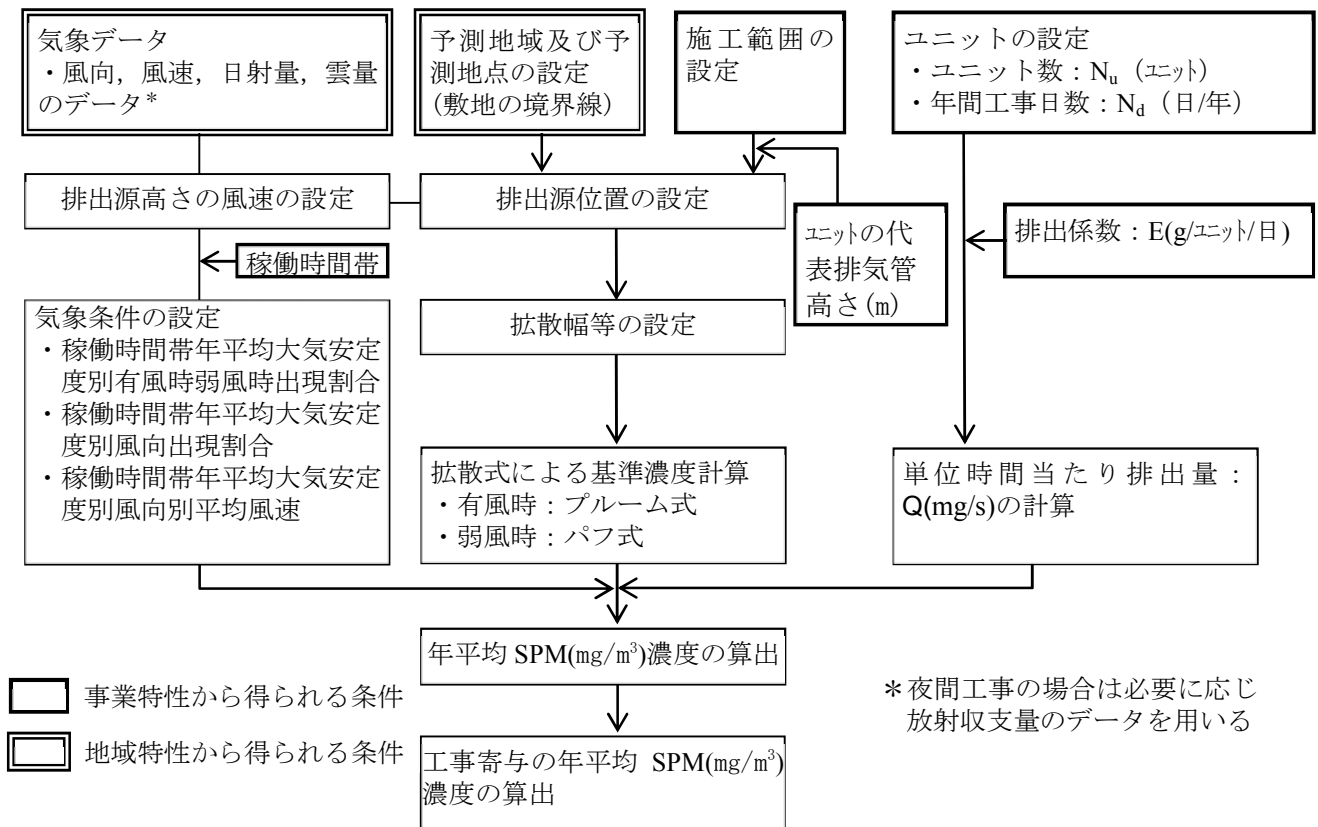 気象データ
・風向，風速，日射量，雲量
のデータ*
予測地域及び予
測地点の設定
(敷地の境界線)
施工範囲の
設定
ユニットの設定
・ユニット数：Nu（ユニット）
・年間工事日数：Nd（日/年）
排出源高さの風速の設定
排出源位置の設定
ユニットの代
表排気管
高さ(m)
排出係数：E(g/ユニット/日)
稼働時間帯
気象条件の設定
・稼働時間帯年平均大気安定
度別有風時弱風時出現割合
・稼働時間帯年平均大気安定
度別風向出現割合
・稼働時間帯年平均大気安定
度別風向別平均風速
拡散幅等の設定
拡散式による基準濃度計算
・有風時：プルーム式
・弱風時：パフ式
単位時間当たり排出量：
Q(mg/s)の計算
年平均 SPM(mg/m³)濃度の算出
工事寄与の年平均 SPM(mg/m³)
濃度の算出
事業特性から得られる条件
地域特性から得られる条件
＊夜間工事の場合は必要に応じ
放射収支量のデータを用いる